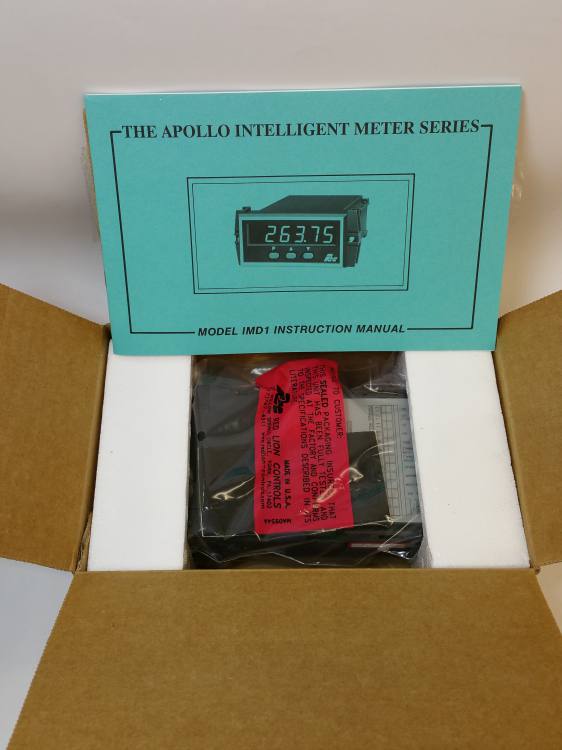 THE APOLLO INTELLIGENT METER SERIES
263.75
P
MODEL IMD1 INSTRUCTION MANUAL
TO CUSTOMER:
THIS SEALED PACKAGING INSURES THAT
THIS UNIT HAS BEEN FULLY TESTED AND
INSPECTED AT THE FACTORY AND CONFORMS
TO THE SPECIFICATIONS DESCRIBED IN ITS
LITERATURE.
RED LION CONTROLS
MADE IN U.S.A.